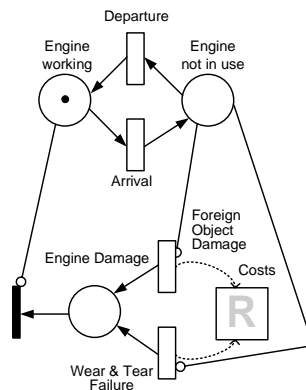 Departure
Engine
working
Engine
not in use
Arrival
Foreign
Object
Damage
Engine Damage
Costs
R
Wear & Tear
Failure